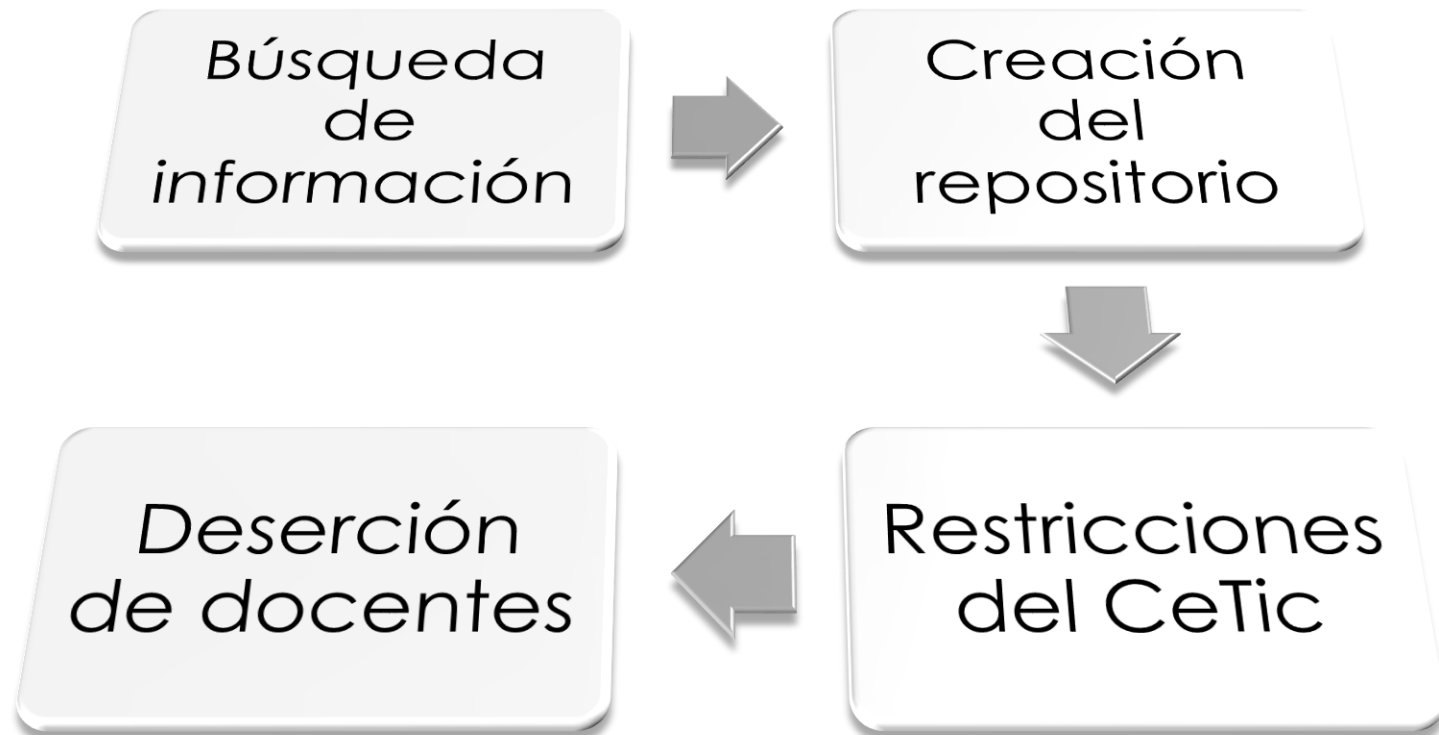 Búsqueda
de
información
Creación
del
repositorio
Restricciones
del CeTic
Deserción
de docentes